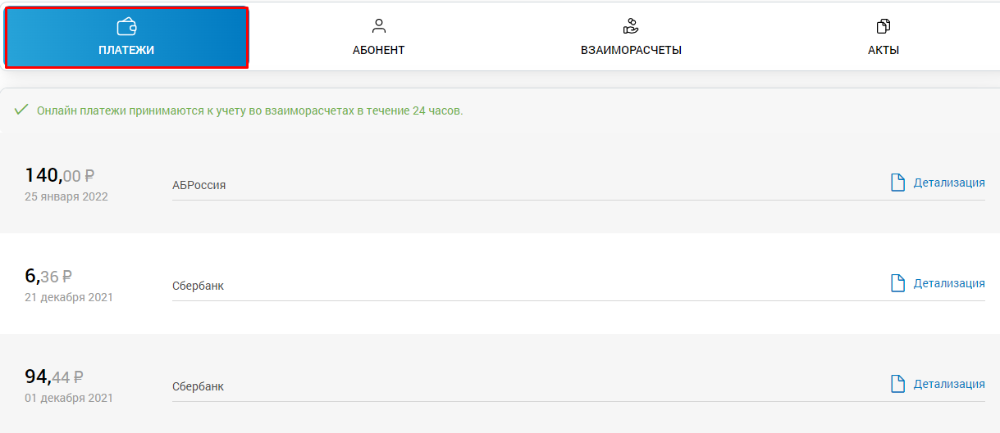 ПЛАТЕЖИ
АБОНЕНТ
ВЗАИМОРАСЧЕТЫ
АКТЫ
Онлайн платежи принимаются к учету во взаиморасчетах в течение 24 часов.
140,00 ₽
25 января 2022
АБРоссия
Детализация
6,36 ₽
21 декабря 2021
Сбербанк
Детализация
94,44 ₽
01 декабря 2021
Сбербанк
Детализация